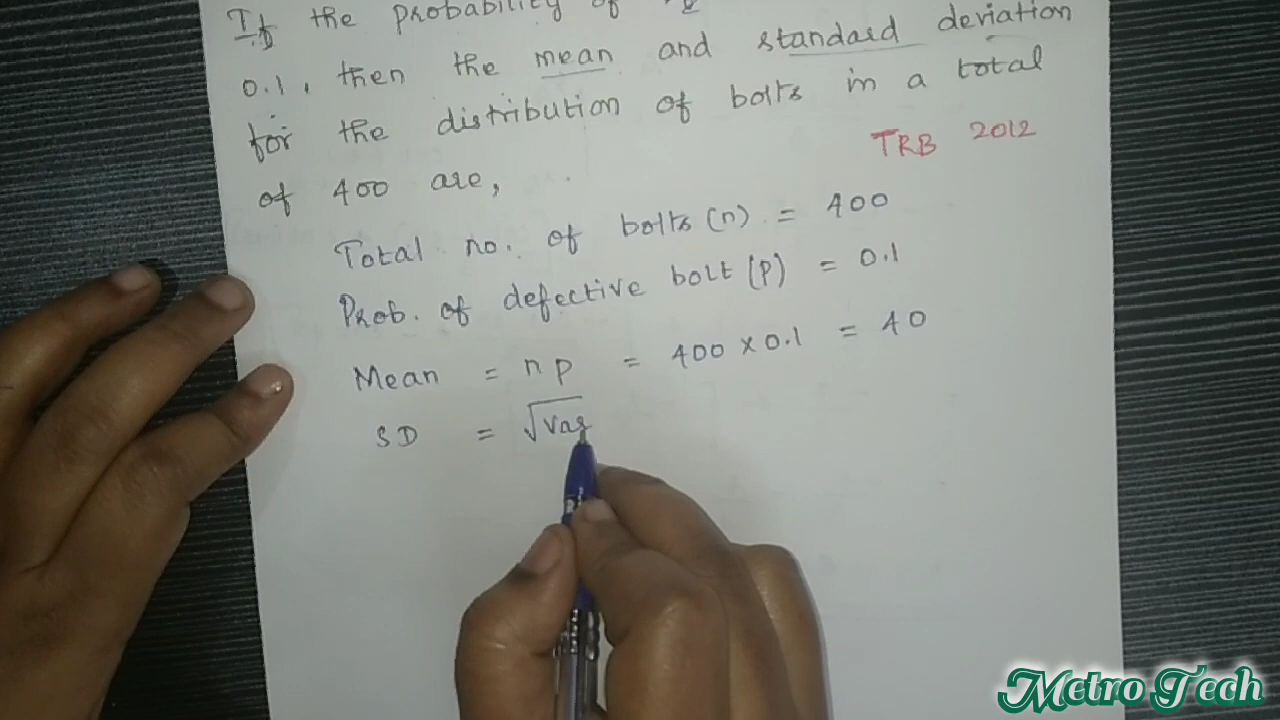 If the probability of
0.1, then the mean and standard deviation
for the distribution of bolts in a total
of 400 are,
TRB 2012
Total no. of bolts (n) = 400
Prob. of defective bolt (p) = 0.1
Mean = np = 400 × 0.1 = 40
SD = √Var
Metro Tech